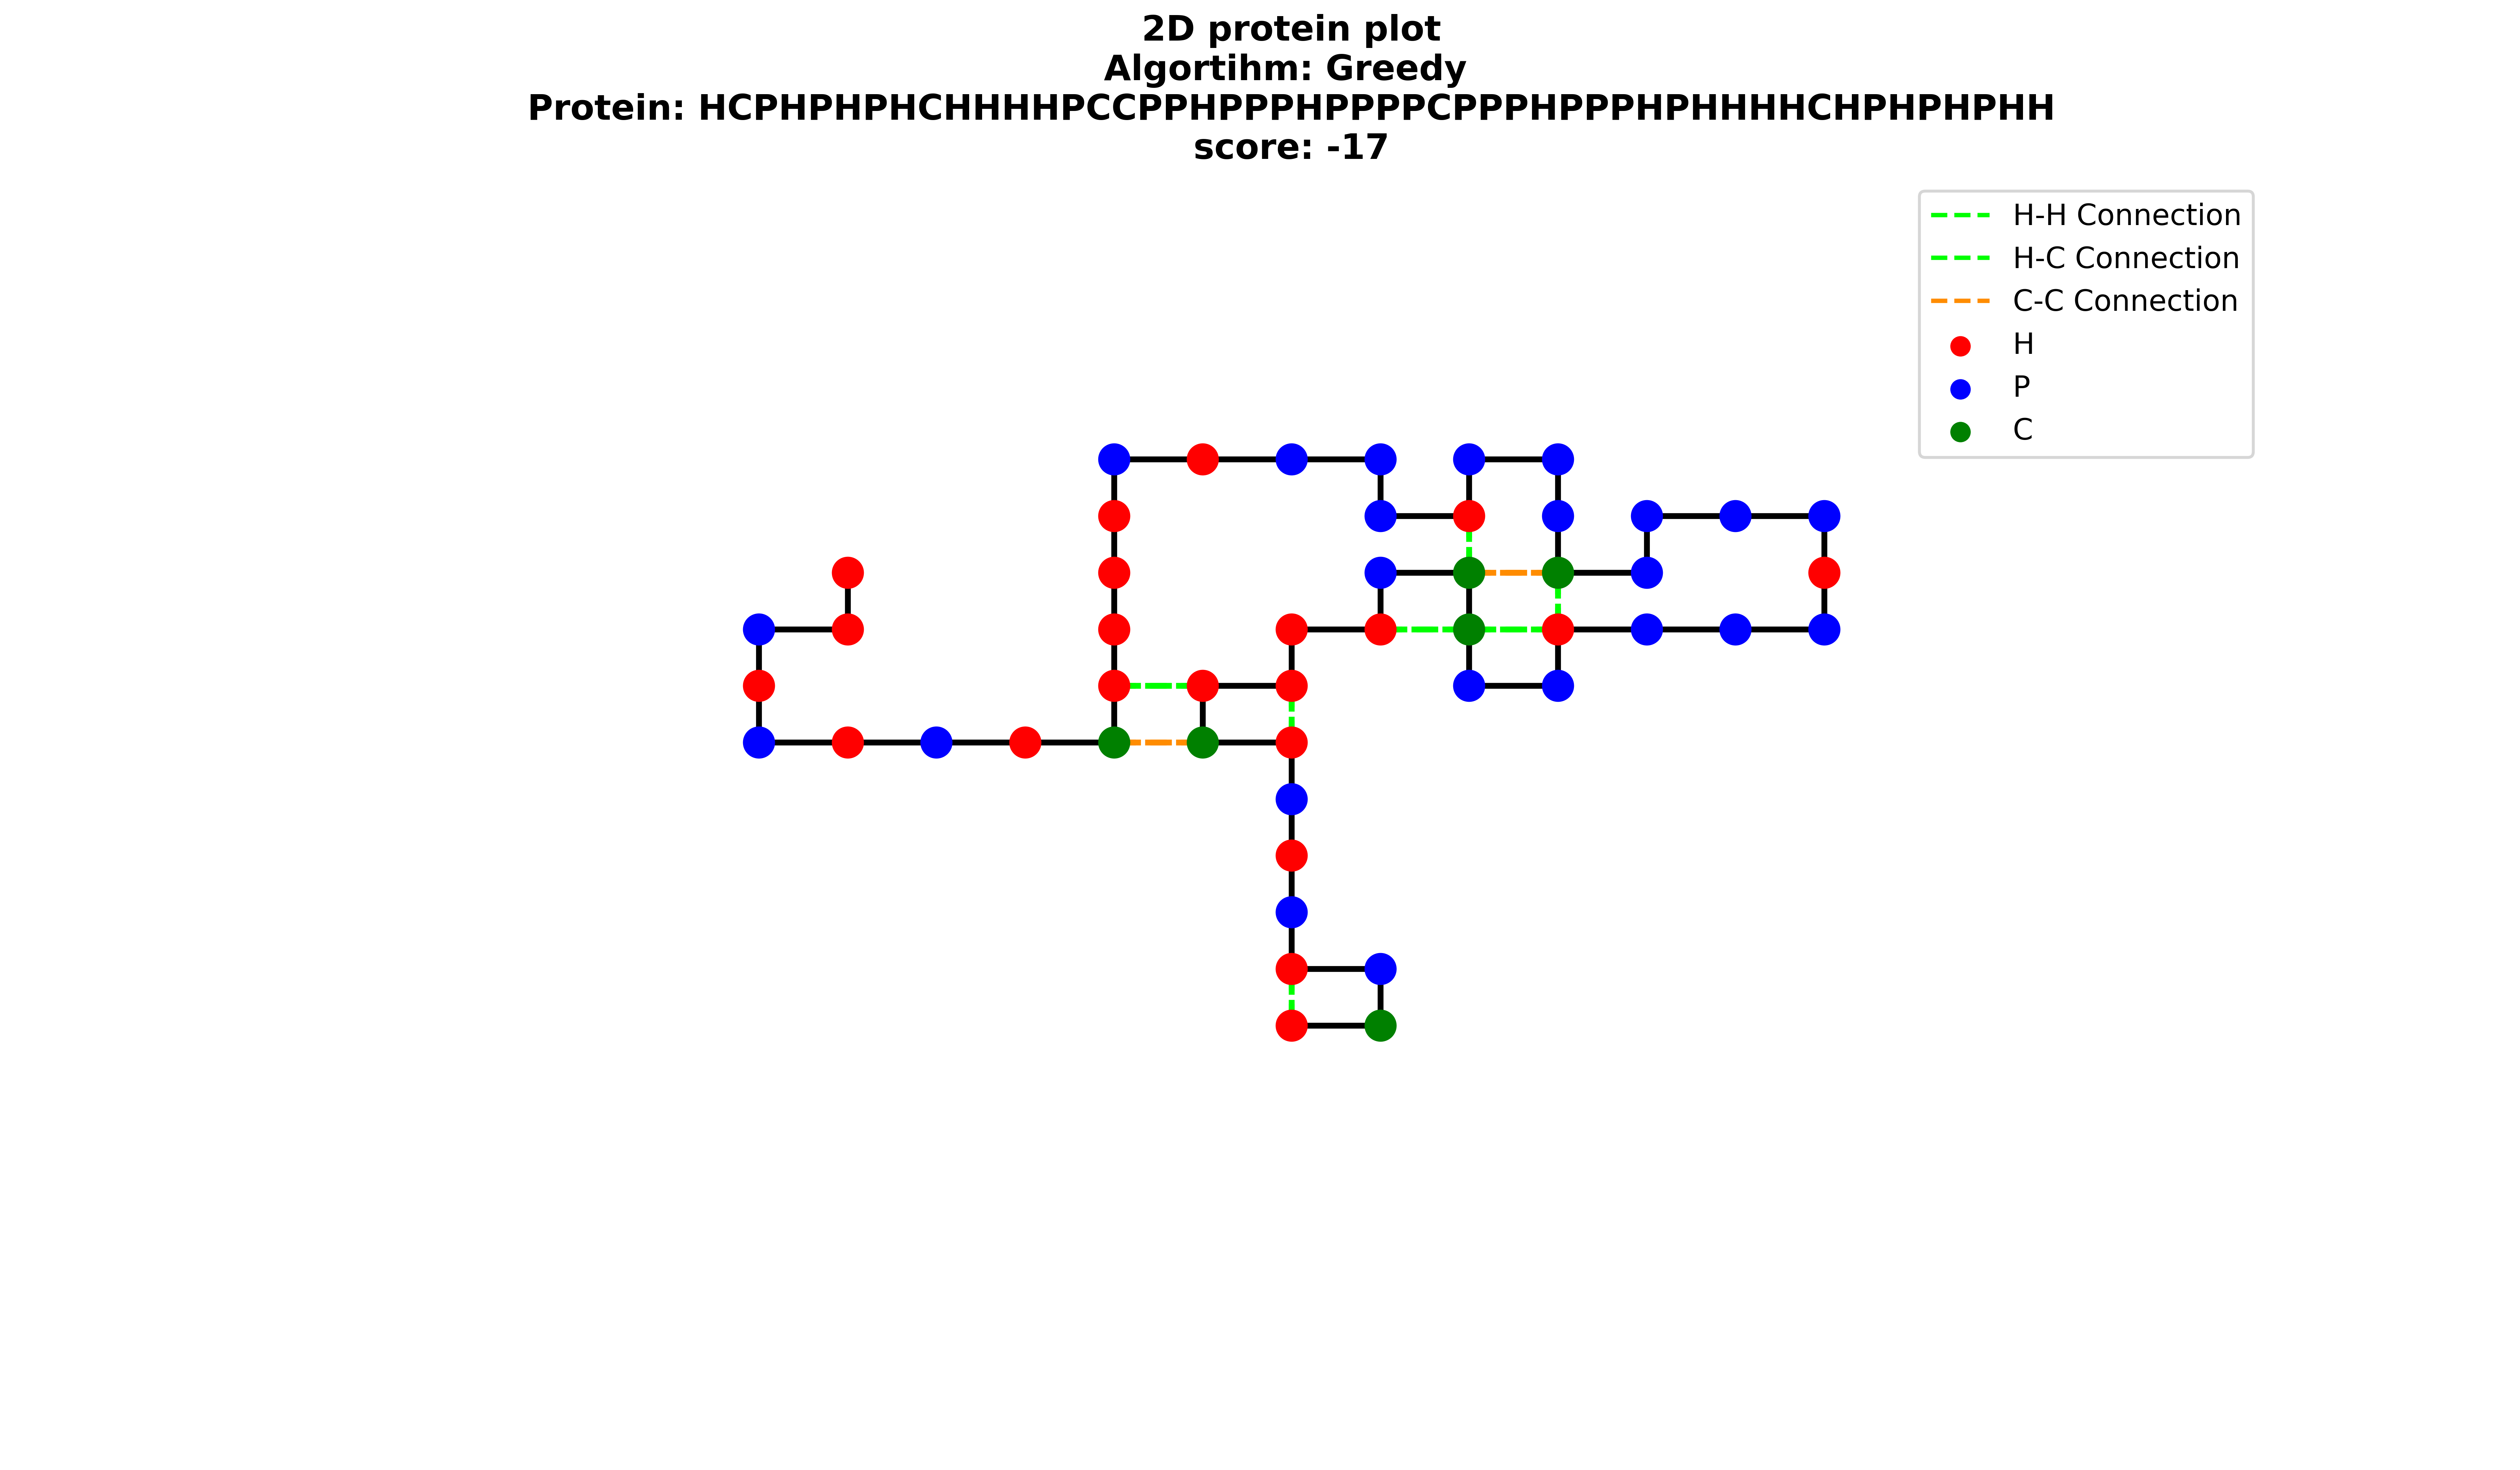 2D protein plot
Algortihm: Greedy
Protein: HCPHPHPHCHHHHPCCPPHPPPHPPPPCPPPHPPPHPHHHHCHPHPHPHH
score: -17
H-H Connection
H-C Connection
C-C Connection
H
P
C